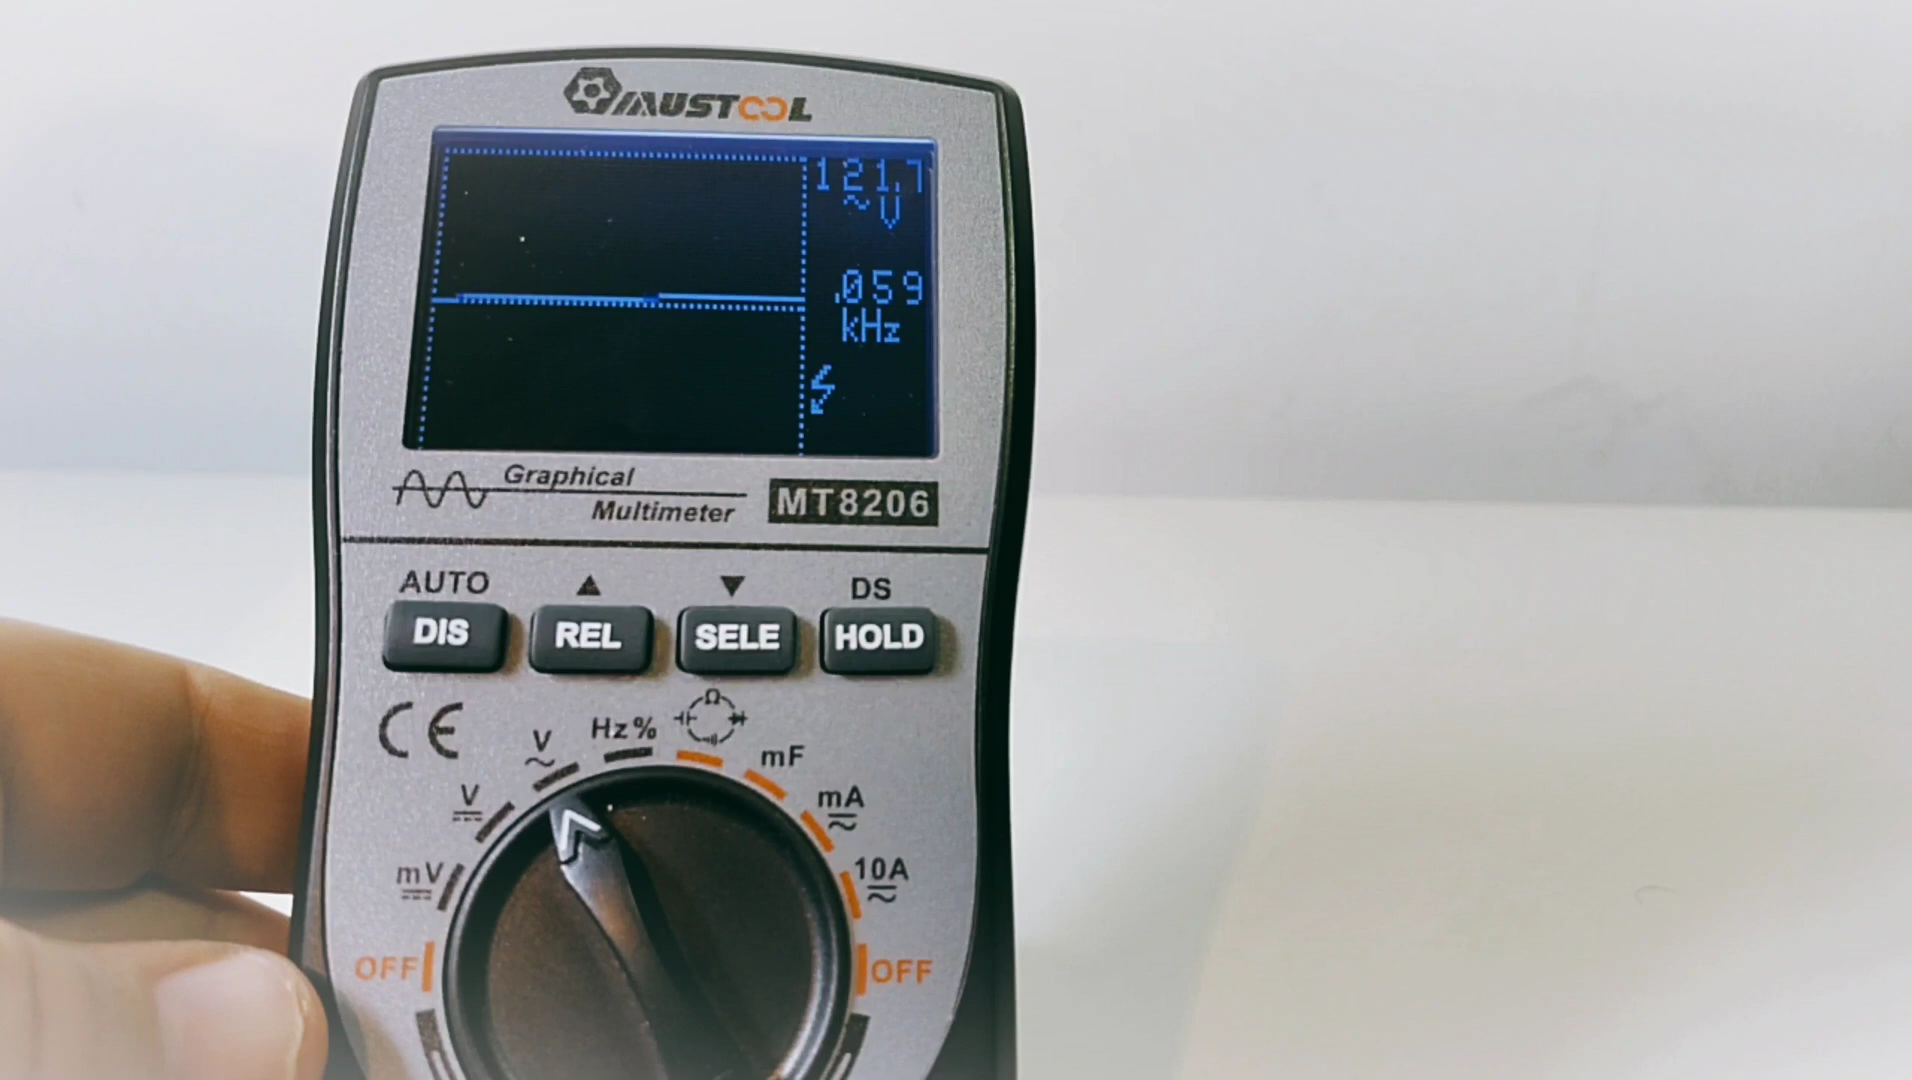 MUSTOOL
121.7
~ V
.059
kHz
Graphical
Multimeter
MT8206
AUTO ▲ ▼ DS
DIS REL SELE HOLD
CE
Hz%
Ω
V
~
mF
V
mA
mV
10A
OFF
OFF